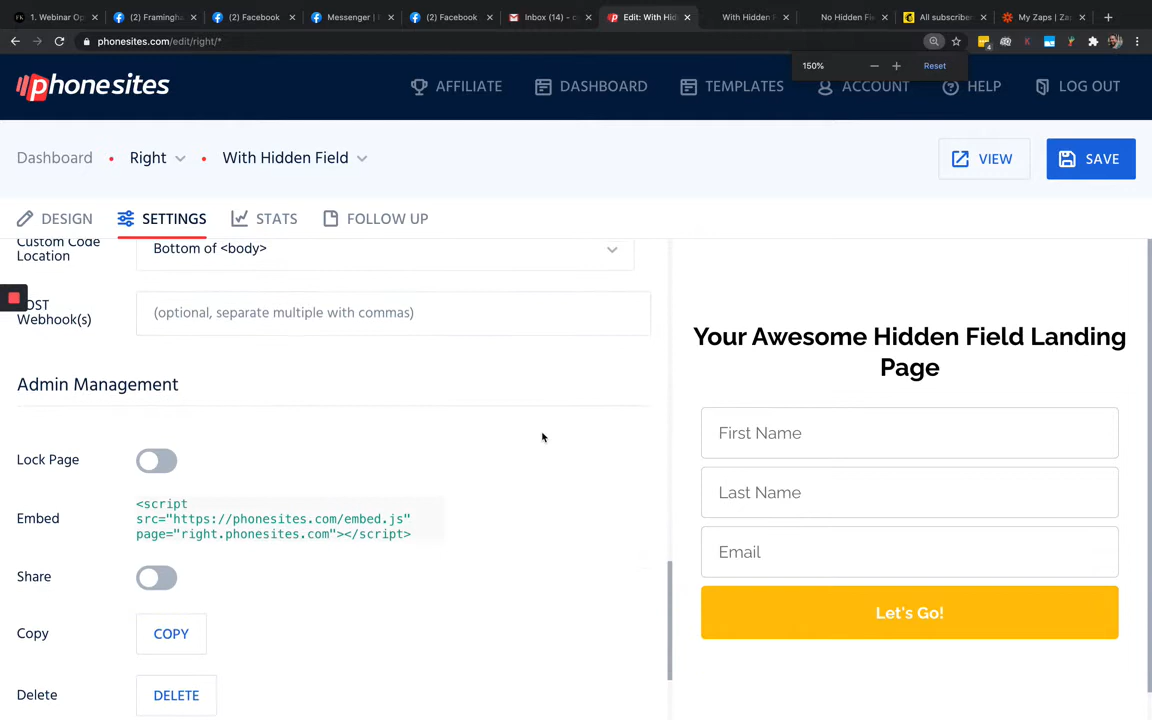 1. Webinar Op
(2) Framingha
(2) Facebook
Messenger |
(2) Facebook
Inbox (14) - c
Edit: With Hid
With Hidden F
No Hidden Fie
All subscriber
My Zaps | Za
phonesites.com/edit/right/*
150%
Reset
phonesites
AFFILIATE
DASHBOARD
TEMPLATES
ACCOUNT
HELP
LOG OUT
Dashboard
Right
With Hidden Field
VIEW
SAVE
DESIGN
SETTINGS
STATS
FOLLOW UP
Custom Code
Location
Bottom of <body>
OST
Webhook(s)
(optional, separate multiple with commas)
Admin Management
Lock Page
Embed
<script
src="https://phonesites.com/embed.js"
page="right.phonesites.com"></script>
Share
Copy
COPY
Delete
DELETE
Your Awesome Hidden Field Landing
Page
First Name
Last Name
Email
Let's Go!